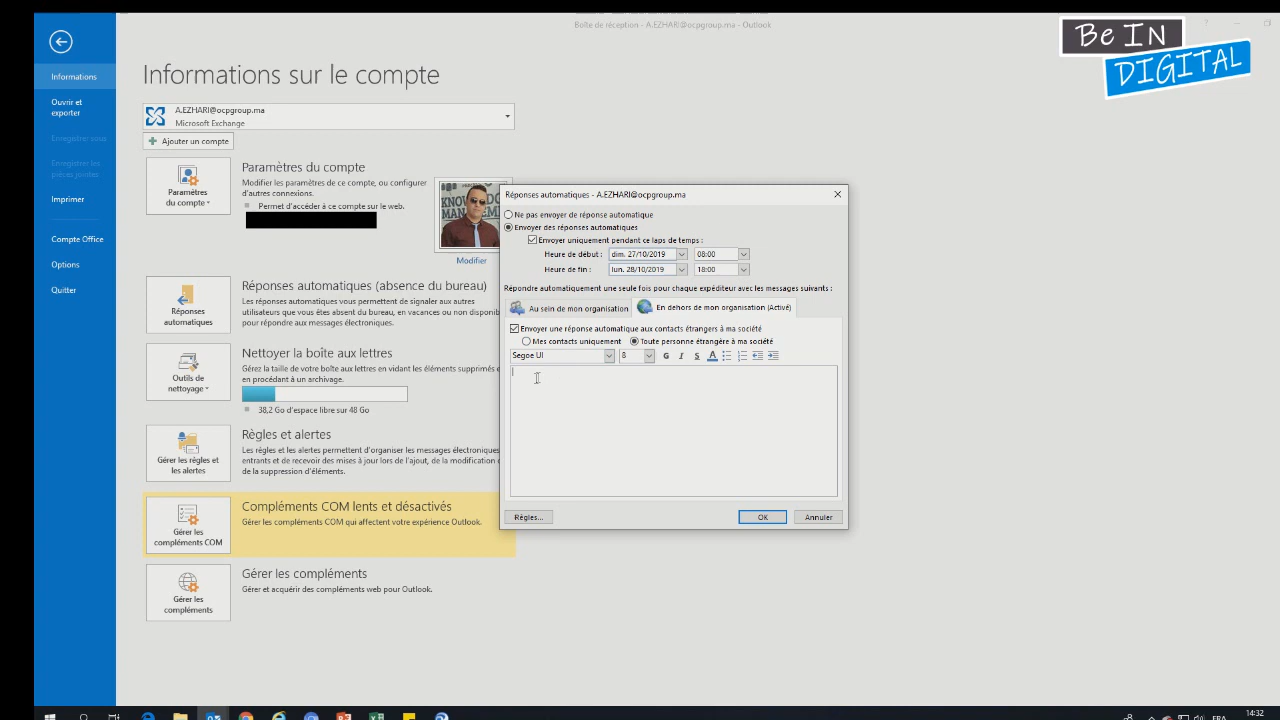 Boîte de réception - A.EZHARI@ocpgroup.ma - Outlook
Be IN
DIGITAL
Informations
Ouvrir et
exporter
Enregistrer sous
Enregistrer les
pièces jointes
Imprimer
Compte Office
Options
Quitter
Informations sur le compte
A.EZHARI@ocpgroup.ma
Microsoft Exchange
Ajouter un compte
Paramètres
du compte
Paramètres du compte
Modifier les paramètres de ce compte, ou configurer
d'autres connexions.
Permet d'accéder à ce compte sur le web.
Modifier
Réponses
automatiques
Réponses automatiques (absence du bureau)
Les réponses automatiques vous permettent de signaler aux autres
utilisateurs que vous êtes absent du bureau, en vacances ou non disponi
pour répondre aux messages électroniques.
Outils de
nettoyage
Nettoyer la boîte aux lettres
Gérez la taille de votre boîte aux lettres en vidant les éléments supprimés e
en procédant à un archivage.
38,2 Go d'espace libre sur 48 Go
Gérer les règles et
les alertes
Règles et alertes
Les règles et les alertes permettent d'organiser les messages électroniques
entrants et de recevoir des mises à jour lors de l'ajout, de la modification o
de la suppression d'éléments.
Gérer les
compléments COM
Compléments COM lents et désactivés
Gérer les compléments COM qui affectent votre expérience Outlook.
Gérer les
compléments
Gérer les compléments
Gérer et acquérir des compléments web pour Outlook.
Réponses automatiques - A.EZHARI@ocpgroup.ma
Ne pas envoyer de réponse automatique
Envoyer des réponses automatiques
Envoyer uniquement pendant ce laps de temps :
Heure de début : dim. 27/10/2019 08:00
Heure de fin : lun. 28/10/2019 18:00
Répondre automatiquement une seule fois pour chaque expéditeur avec les messages suivants :
Au sein de mon organisation En dehors de mon organisation (Activé)
Envoyer une réponse automatique aux contacts étrangers à ma société
Mes contacts uniquement Toute personne étrangère à ma société
Segoe UI 8 G I S A
Règles... OK Annuler
FRA 14:32